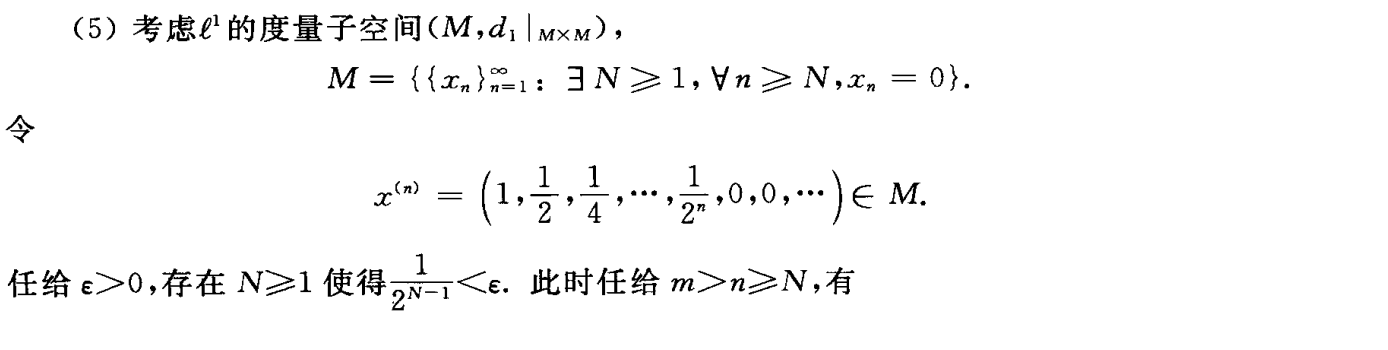 (5) 考虑ℓ¹的度量子空间(M,d₁|_{M×M}),
M = {{xₙ}_{n=1}^{∞}: ∃ N ⩾ 1, ∀ n ⩾ N, xₙ = 0}.
令
x^{(n)} = (1, 1/2, 1/4, ⋯, 1/2ⁿ, 0, 0, ⋯) ∈ M.
任给 ε>0,存在 N⩾1 使得 1/2^{N−1}<ε. 此时任给 m>n⩾N,有